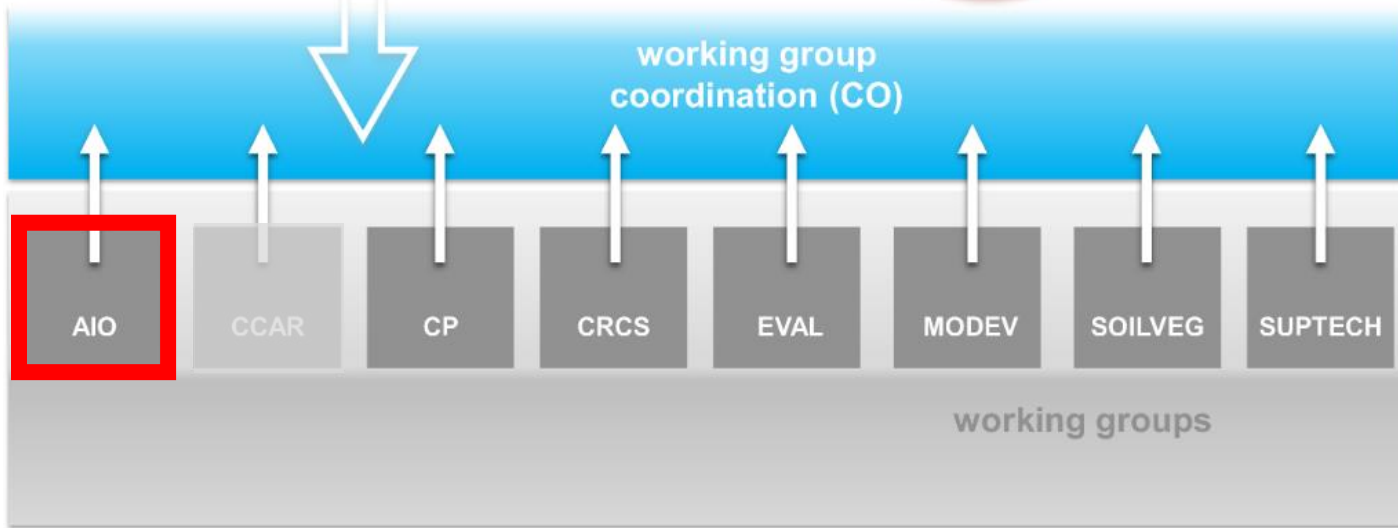 working group
coordination (CO)
AIO CCAR CP CRCS EVAL MODEV SOILVEG SUPTECH
working groups